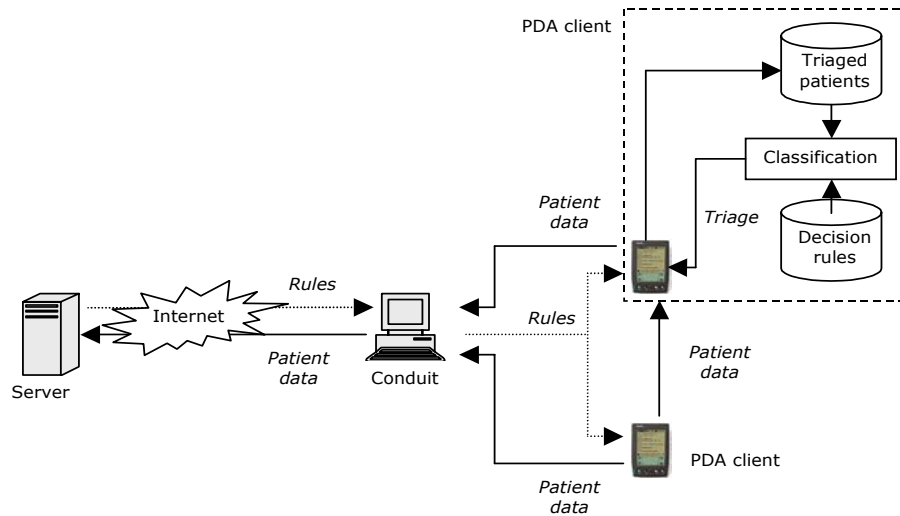 PDA client
Triaged
patients
Classification
Patient
data
Triage
Decision
rules
Rules
Internet
Rules
Patient
data
Patient
data
Server
Conduit
PDA client
Patient
data